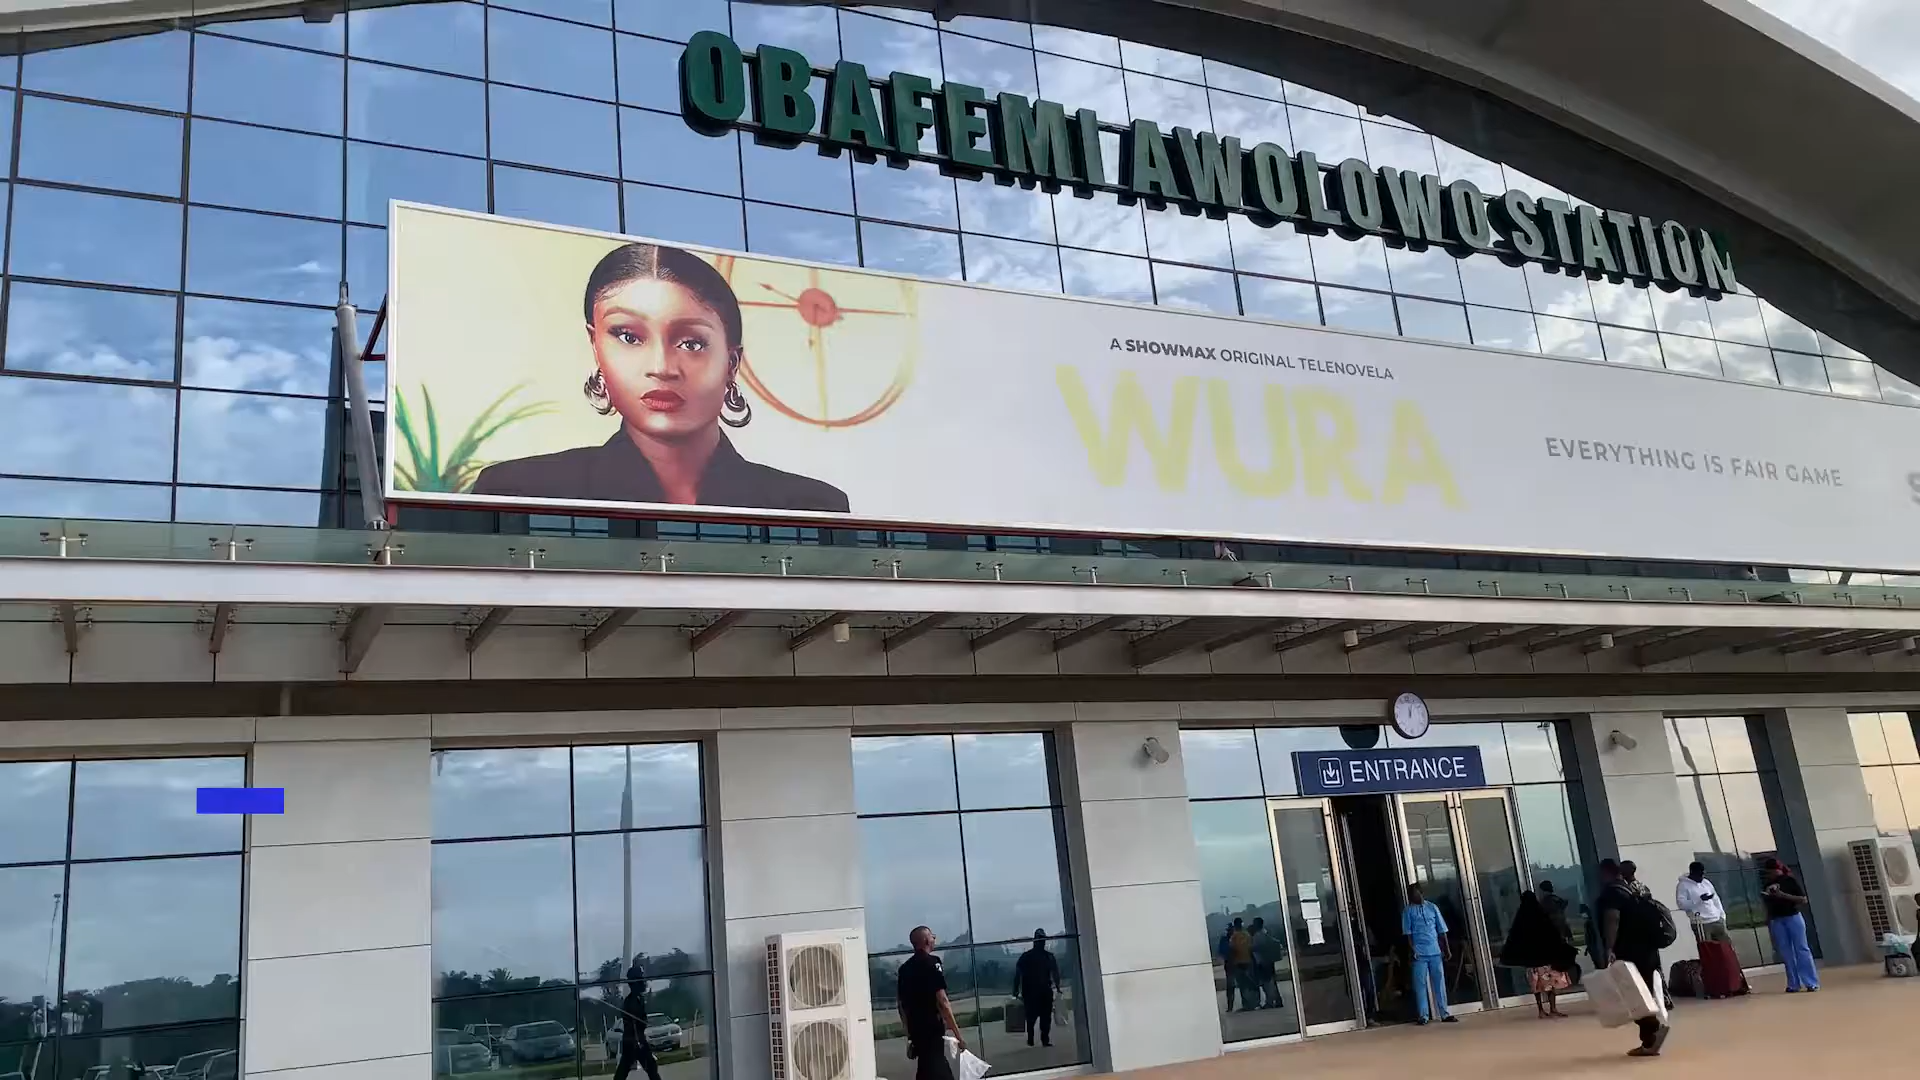 OBAFEMI AWOLOWO STATION
A SHOWMAX ORIGINAL TELENOVELA
WURA
EVERYTHING IS FAIR GAME
ENTRANCE